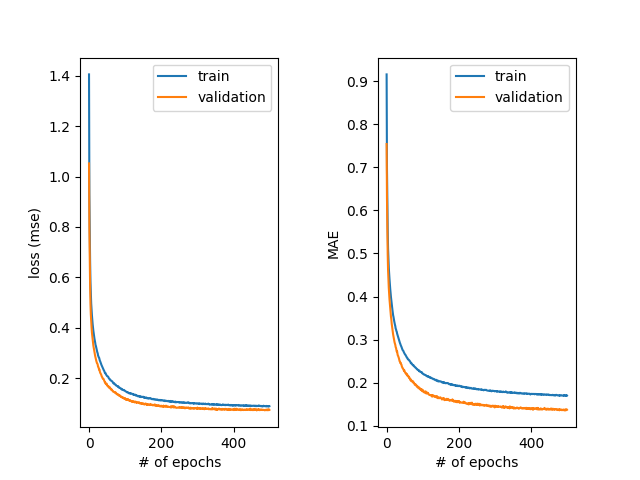 train
validation
1.4
1.2
1.0
0.8
0.6
0.4
0.2
0
200
400
# of epochs
loss (mse)
train
validation
0.9
0.8
0.7
0.6
0.5
0.4
0.3
0.2
0.1
0
200
400
# of epochs
MAE